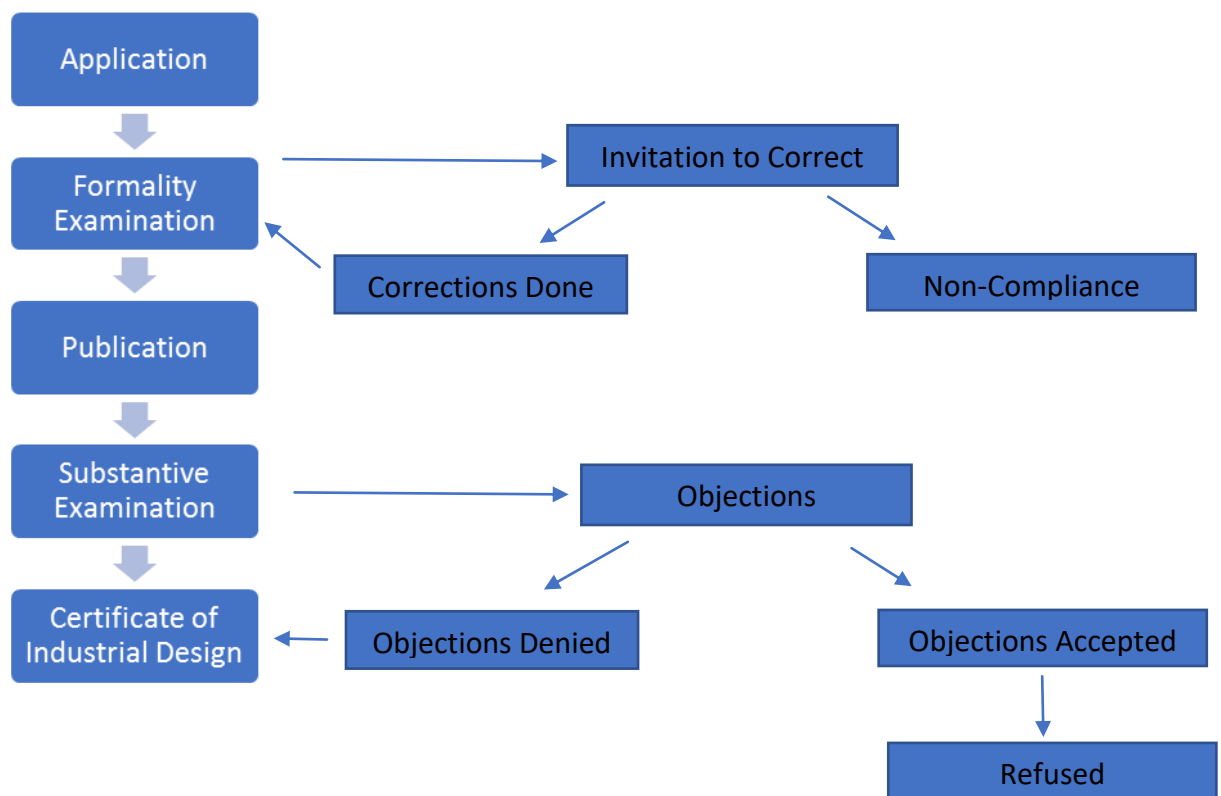 Application
Invitation to Correct
Formality
Examination
Corrections Done
Non-Compliance
Publication
Substantive
Examination
Objections
Certificate of
Industrial Design
Objections Denied
Objections Accepted
Refused